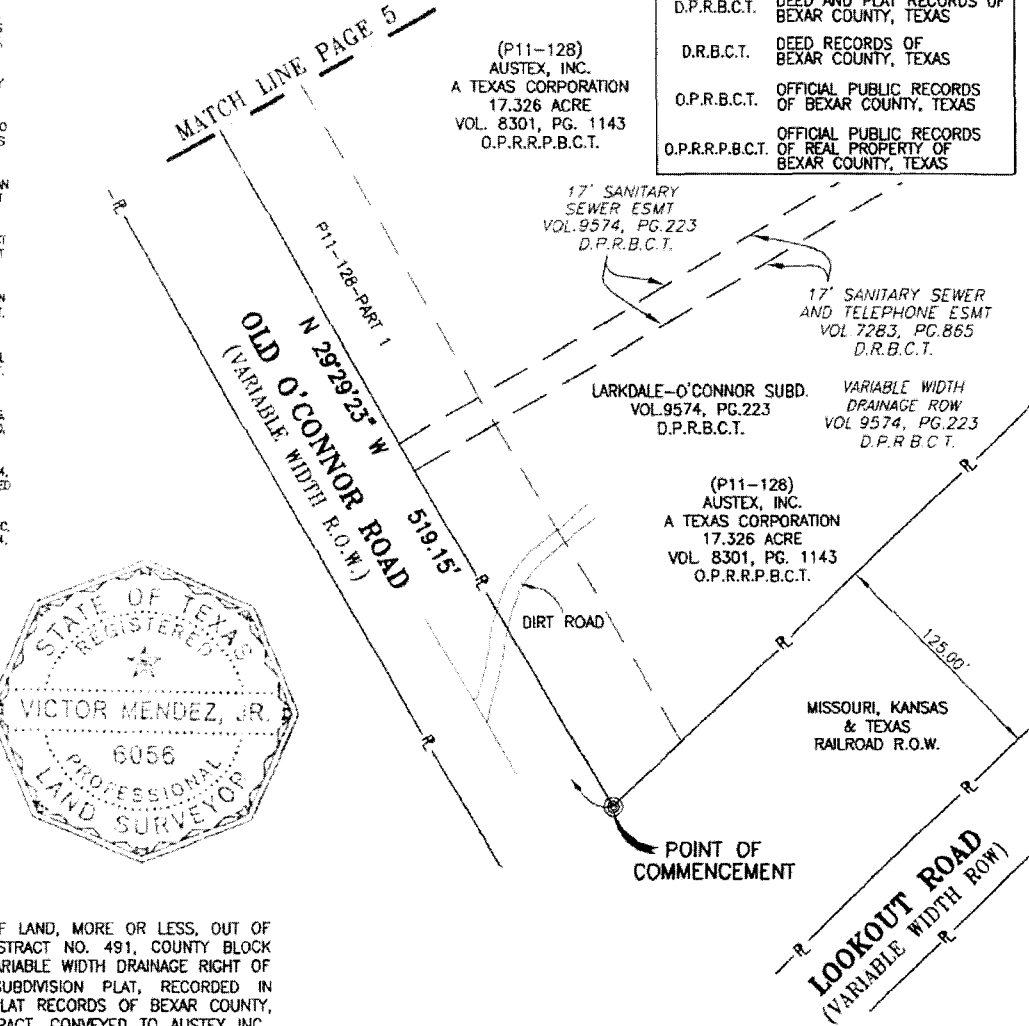 MATCH LINE PAGE 5
(P11-128)
AUSTEX, INC.
A TEXAS CORPORATION
17.326 ACRE
VOL. 8301, PG. 1143
O.P.R.R.P.B.C.T.
D.P.R.B.C.T. DEED AND PLAT RECORDS OF
BEXAR COUNTY, TEXAS
D.R.B.C.T. DEED RECORDS OF
BEXAR COUNTY, TEXAS
O.P.R.B.C.T. OFFICIAL PUBLIC RECORDS
OF BEXAR COUNTY, TEXAS
O.P.R.R.P.B.C.T. OFFICIAL PUBLIC RECORDS
OF REAL PROPERTY OF
BEXAR COUNTY, TEXAS
17' SANITARY
SEWER ESMT
VOL.9574, PG.223
D.P.R.B.C.T.
17' SANITARY SEWER
AND TELEPHONE ESMT
VOL 7283, PG.865
D.R.B.C.T.
P11-128-PART 1
N 29°29'23" W 519.15'
OLD O'CONNOR ROAD
(VARIABLE WIDTH R.O.W.)
LARKDALE-O'CONNOR SUBD.
VOL.9574, PG.223
D.P.R.B.C.T.
VARIABLE WIDTH
DRAINAGE ROW
VOL 9574, PG.223
D.P.R B C T.
(P11-128)
AUSTEX, INC.
A TEXAS CORPORATION
17.326 ACRE
VOL. 8301, PG. 1143
O.P.R.R.P.B.C.T.
DIRT ROAD
125.00'
MISSOURI, KANSAS
& TEXAS
RAILROAD R.O.W.
STATE OF TEXAS
REGISTERED
VICTOR MENDEZ, JR.
6056
PROFESSIONAL
LAND SURVEYOR
POINT OF
COMMENCEMENT
LOOKOUT ROAD
(VARIABLE WIDTH ROW)
F LAND, MORE OR LESS, OUT OF
STRACT NO. 491, COUNTY BLOCK
ARIABLE WIDTH DRAINAGE RIGHT OF
SUBDIVISION PLAT, RECORDED IN
LAT RECORDS OF BEXAR COUNTY,
RACT, CONVEYED TO AUSTEX INC.